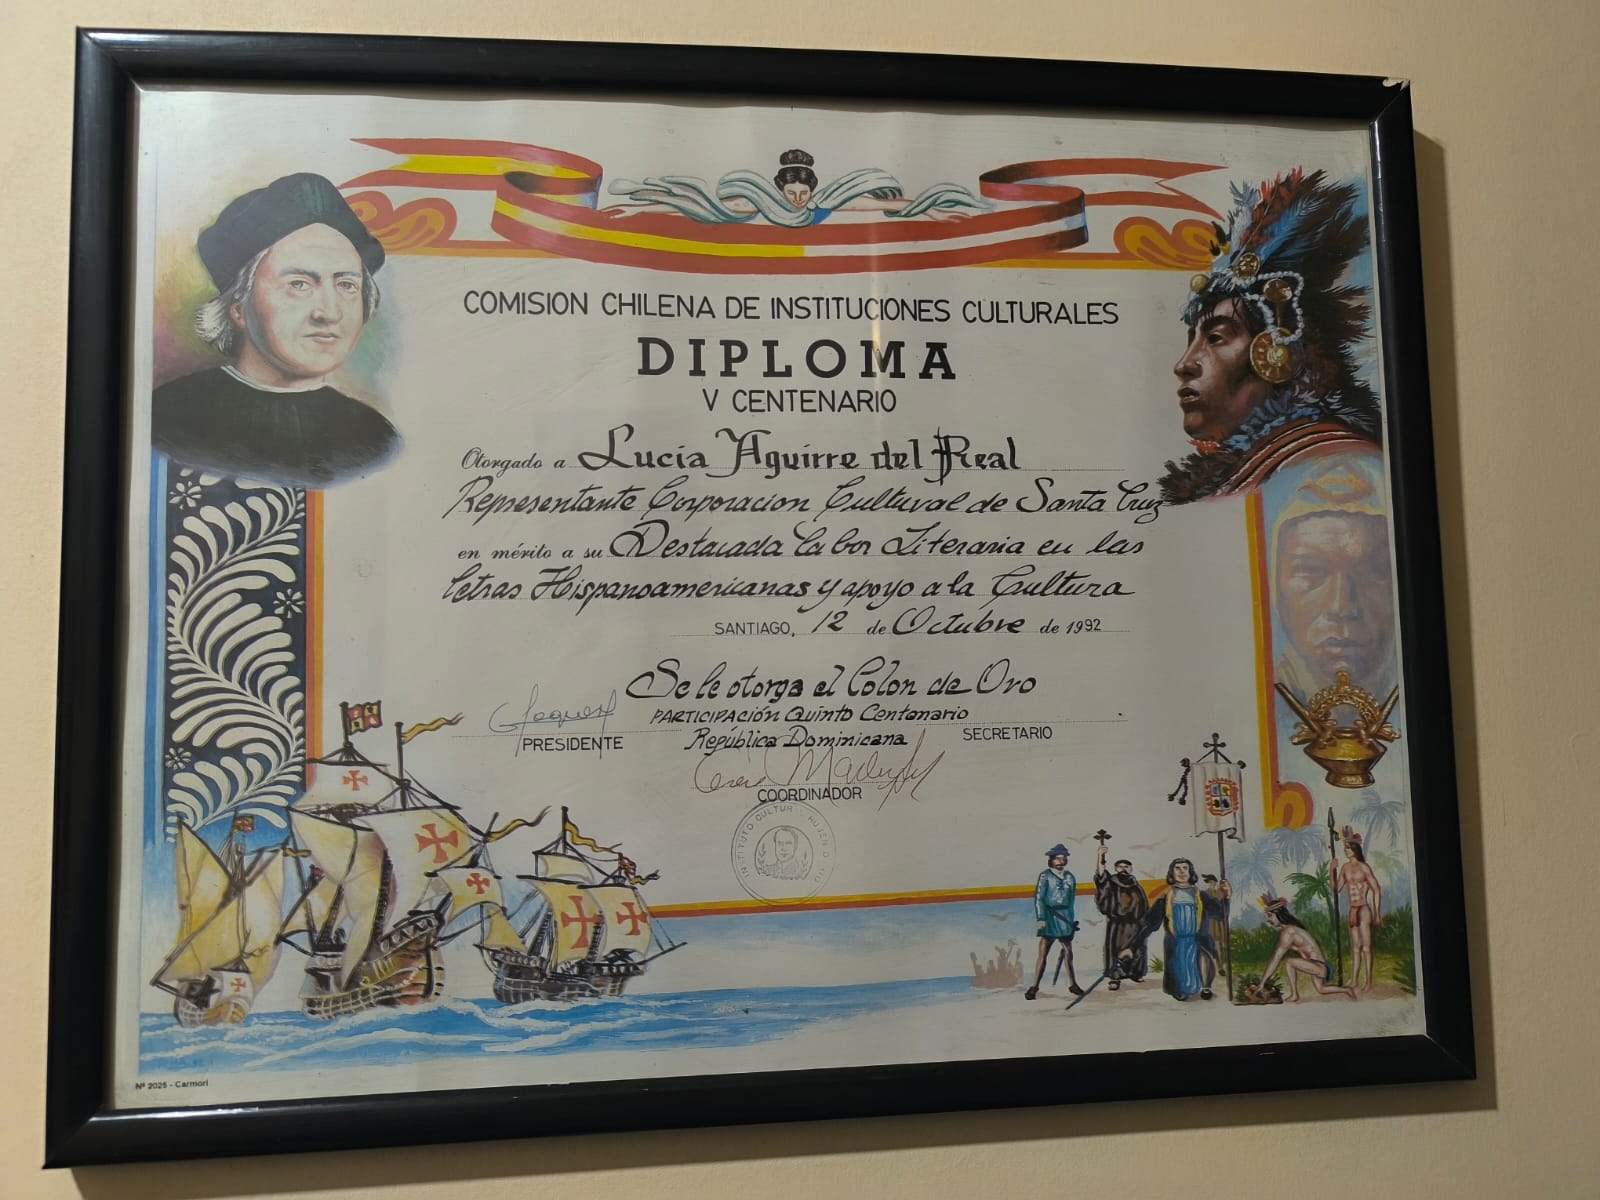 COMISION CHILENA DE INSTITUCIONES CULTURALES
DIPLOMA
V CENTENARIO
Otorgado a Lucia Aguirre del Real
Representante Corporacion Cultural de Santa Cruz
en mérito a su Destacada labor Literaria en las
letras Hispanoamericanas y apoyo a la Cultura
SANTIAGO, 12 de Octubre de 1992
Se le otorga el Colon de Oro
PARTICIPACIÓN Quinto Centenario
PRESIDENTE República Dominicana SECRETARIO
COORDINADOR
INSTITUTO CULTUR
Nº 2025 - Carmori